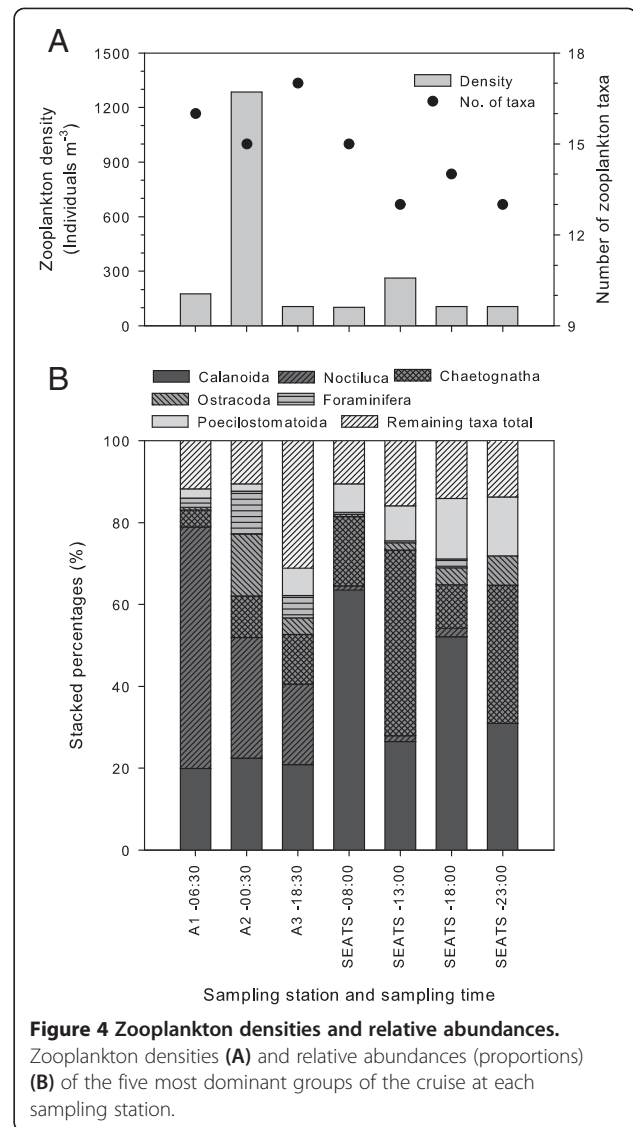 A
1500
1200
900
600
300
0
Zooplankton density
(Individuals m-3)
18
15
12
9
Number of zooplankton taxa
Density
No. of taxa
B
Calanoida
Noctiluca
Chaetognatha
Ostracoda
Foraminifera
Poecilostomatoida
Remaining taxa total
100
80
60
40
20
0
Stacked percentages (%)
A1 -06:30
A2 -00:30
A3 -18:30
SEATS -08:00
SEATS -13:00
SEATS -18:00
SEATS -23:00
Sampling station and sampling time
Figure 4 Zooplankton densities and relative abundances.
Zooplankton densities (A) and relative abundances (proportions)
(B) of the five most dominant groups of the cruise at each
sampling station.